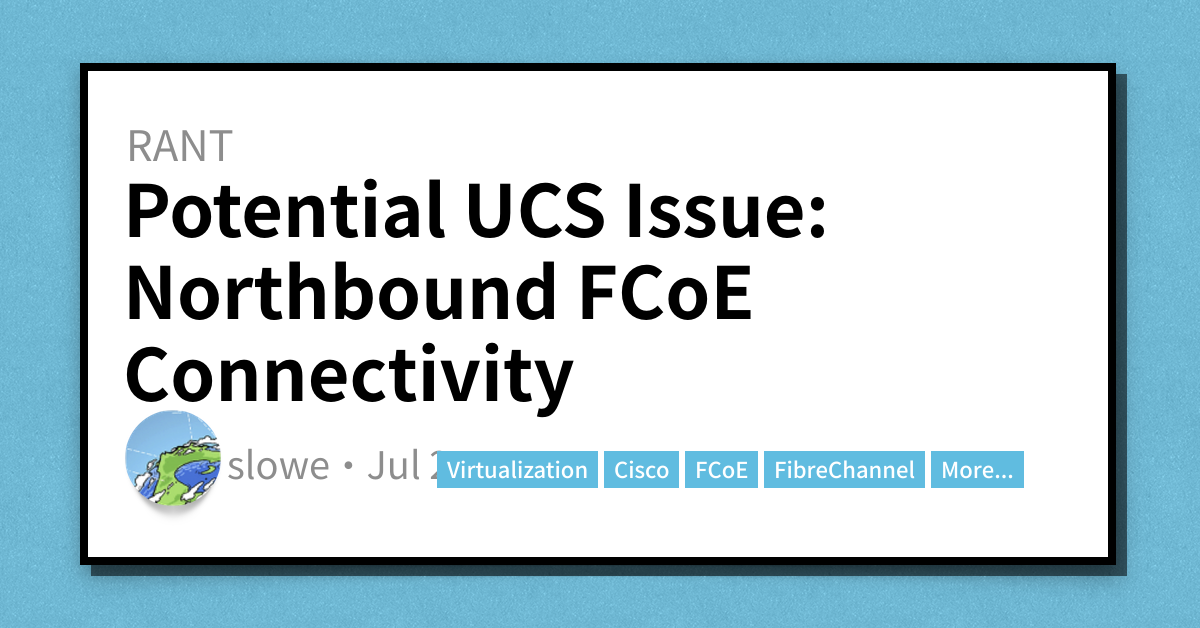 RANT
Potential UCS Issue:
Northbound FCoE
Connectivity
slowe • Jul Virtualization Cisco FCoE FibreChannel More...